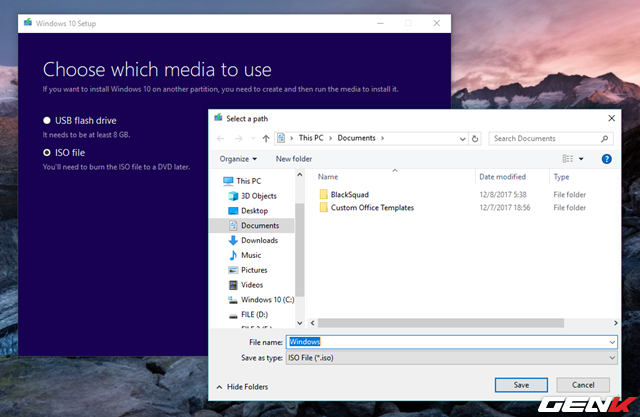 Windows 10 Setup
Choose which media to use
If you want to install Windows 10 on another partition, you need to create and then run the media to install it.
USB flash drive
It needs to be at least 8 GB.
ISO file
You'll need to burn the ISO file to a DVD later.
Select a path
This PC > Documents >
Search Documents
Organize
New folder
Name
Date modified
Type
This PC
3D Objects
Desktop
Documents
Downloads
Music
Pictures
Videos
Windows 10 (C:)
FILE (D:)
BlackSquad 12/8/2017 5:38 File folder
Custom Office Templates 12/7/2017 18:56 File folder
File name: Windows
Save as type: ISO File (*.iso)
Hide Folders
Save
Cancel
GENK